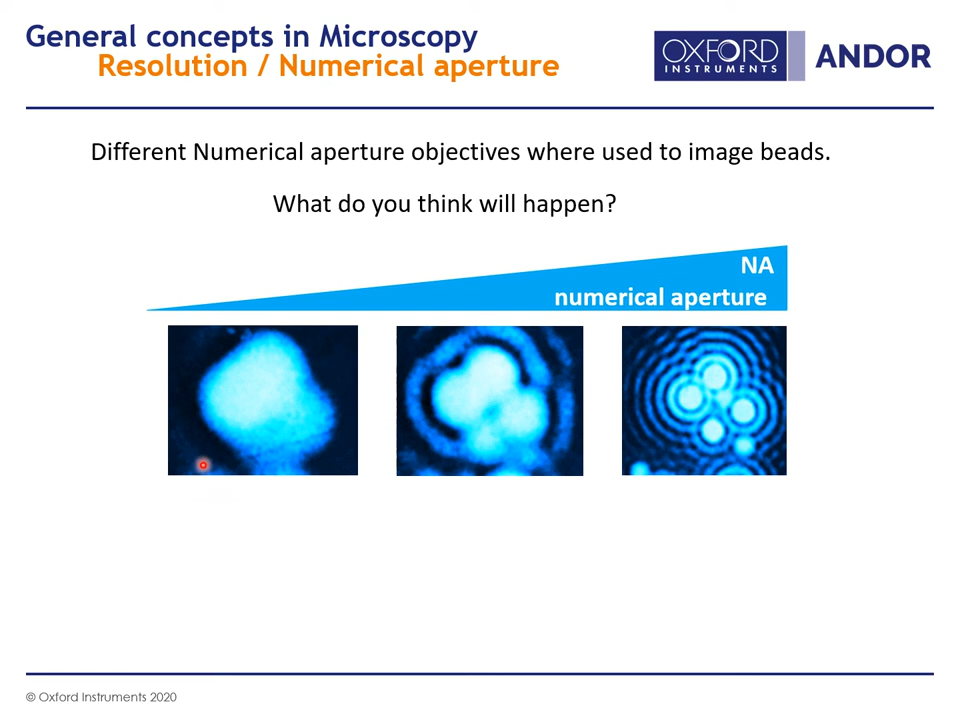 General concepts in Microscopy
Resolution / Numerical aperture
OXFORD
INSTRUMENTS
ANDOR
Different Numerical aperture objectives where used to image beads.
What do you think will happen?
NA
numerical aperture
© Oxford Instruments 2020